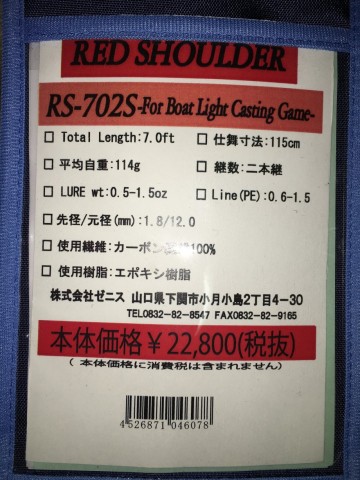 RED SHOULDER
RS-702S-For Boat Light Casting Game-
□ Total Length:7.0ft □ 仕舞寸法:115cm
□ 平均自重:114g □ 継数:二本継
□ LURE wt:0.5-1.5oz □ Line(PE):0.6-1.5
□ 先径/元径(mm):1.8/12.0
□ 使用繊維:カーボン 100%
□ 使用樹脂:エポキシ樹脂
株式会社ゼニス 山口県下関市小月小島2丁目4-30
TEL0832-82-8547 FAX0832-82-9165
本体価格¥22,800(税抜)
(本体価格に消費税は含まれません)
4526871046078